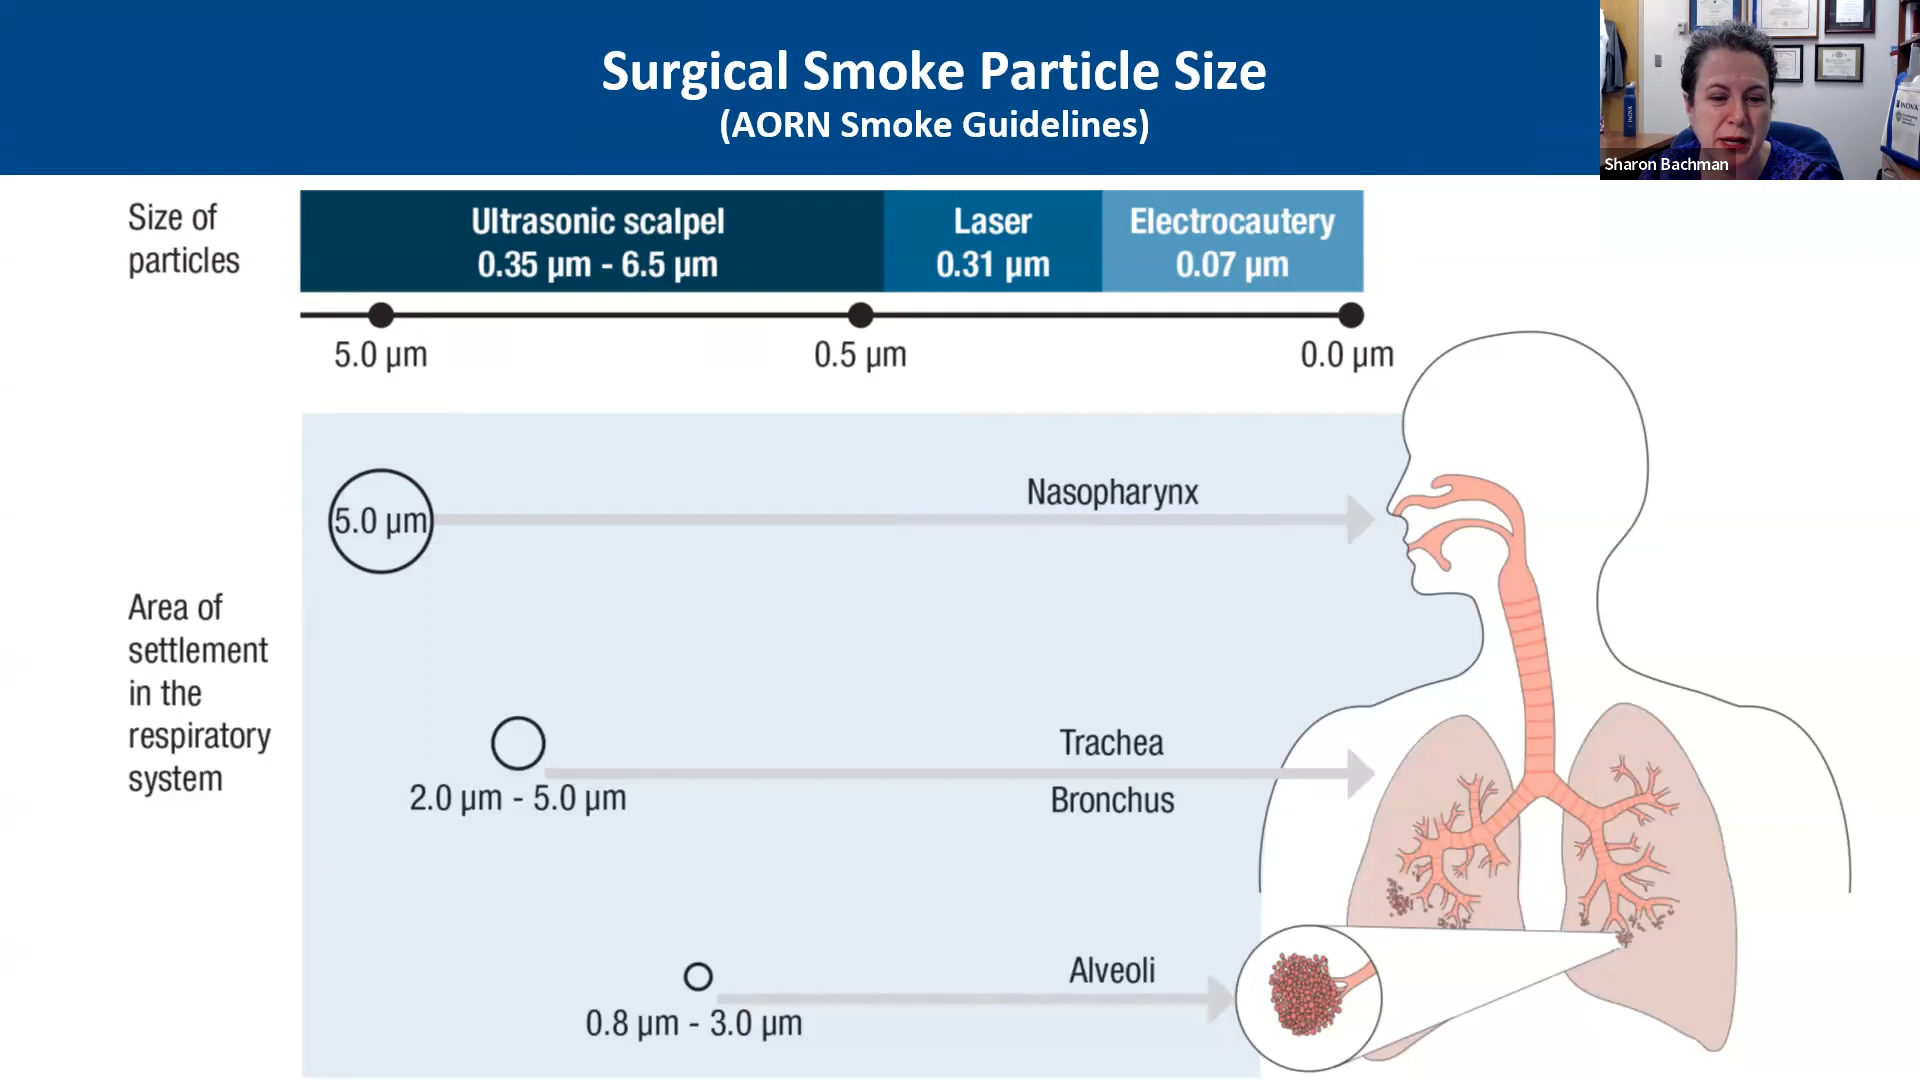 Surgical Smoke Particle Size
(AORN Smoke Guidelines)
INOVA
INOVA
Sharon Bachman
Size of
particles
Ultrasonic scalpel
0.35 µm - 6.5 µm
Laser
0.31 µm
Electrocautery
0.07 µm
5.0 µm
0.5 µm
0.0 µm
Area of
settlement
in the
respiratory
system
5.0 µm
Nasopharynx
2.0 µm - 5.0 µm
Trachea
Bronchus
0.8 µm - 3.0 µm
Alveoli